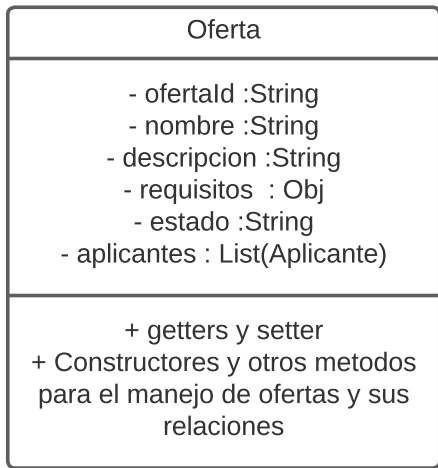 Oferta
- ofertaId :String
- nombre :String
- descripcion :String
- requisitos  : Obj
- estado :String
- aplicantes : List(Aplicante)
+ getters y setter
+ Constructores y otros metodos
para el manejo de ofertas y sus
relaciones